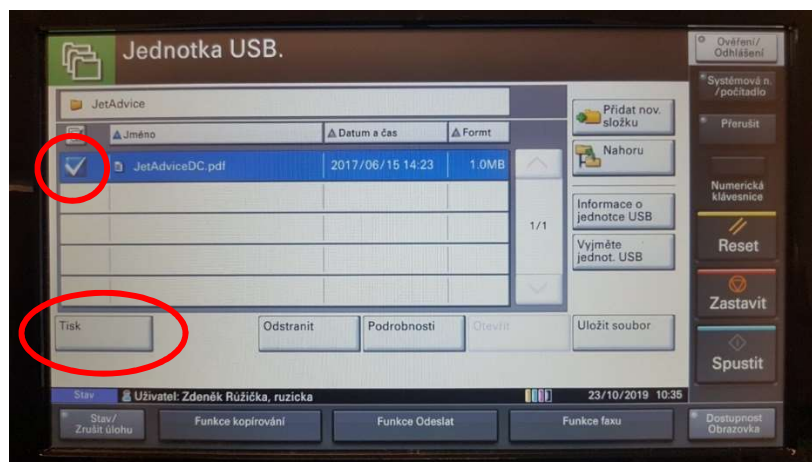 Jednotka USB.
JetAdvice
Jméno
Datum a čas
Formt
JetAdviceDC.pdf
2017/06/15 14:23
1.0MB
1/1
Přidat nov.
složku
Nahoru
Informace o
jednotce USB
Vyjměte
jednot. USB
Tisk
Odstranit
Podrobnosti
Otevřít
Uložit soubor
Stav
Uživatel: Zdeněk Růžička, ruzicka
23/10/2019 10:35
Stav/
Zrušit úlohu
Funkce kopírování
Funkce Odeslat
Funkce faxu
Dostupnost
Obrazovka
Ověření/
Odhlášení
Systémová n.
/počítadlo
Přerušit
Numerická
klávesnice
Reset
Zastavit
Spustit